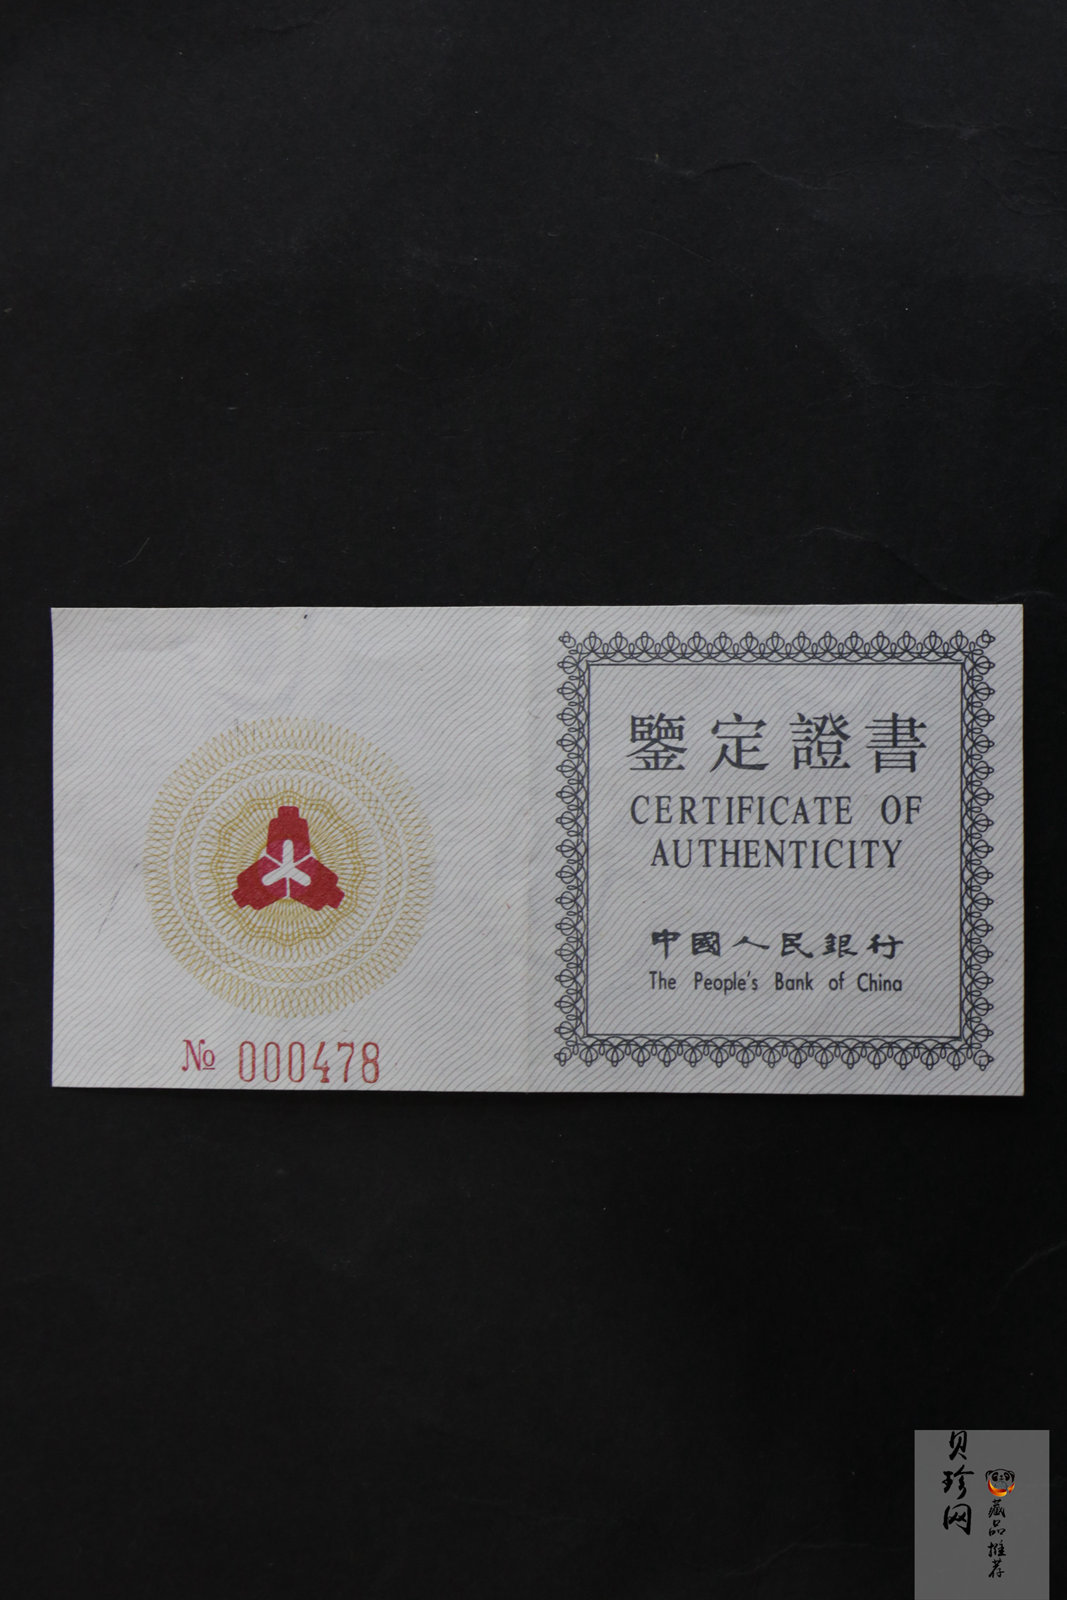 № 000478
鑒定證書
CERTIFICATE OF
AUTHENTICITY
中國人民銀行
The People's Bank of China
贝珍网
藏品推荐